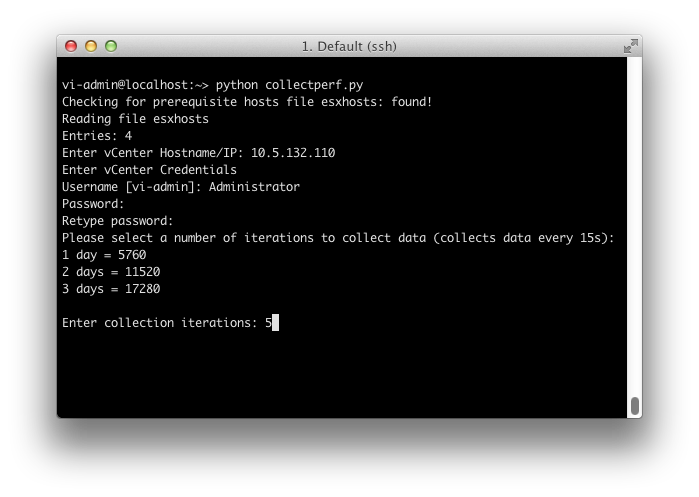 1. Default (ssh)
vi-admin@localhost:~> python collectperf.py
Checking for prerequisite hosts file esxhosts: found!
Reading file esxhosts
Entries: 4
Enter vCenter Hostname/IP: 10.5.132.110
Enter vCenter Credentials
Username [vi-admin]: Administrator
Password:
Retype password:
Please select a number of iterations to collect data (collects data every 15s):
1 day = 5760
2 days = 11520
3 days = 17280
Enter collection iterations: 5